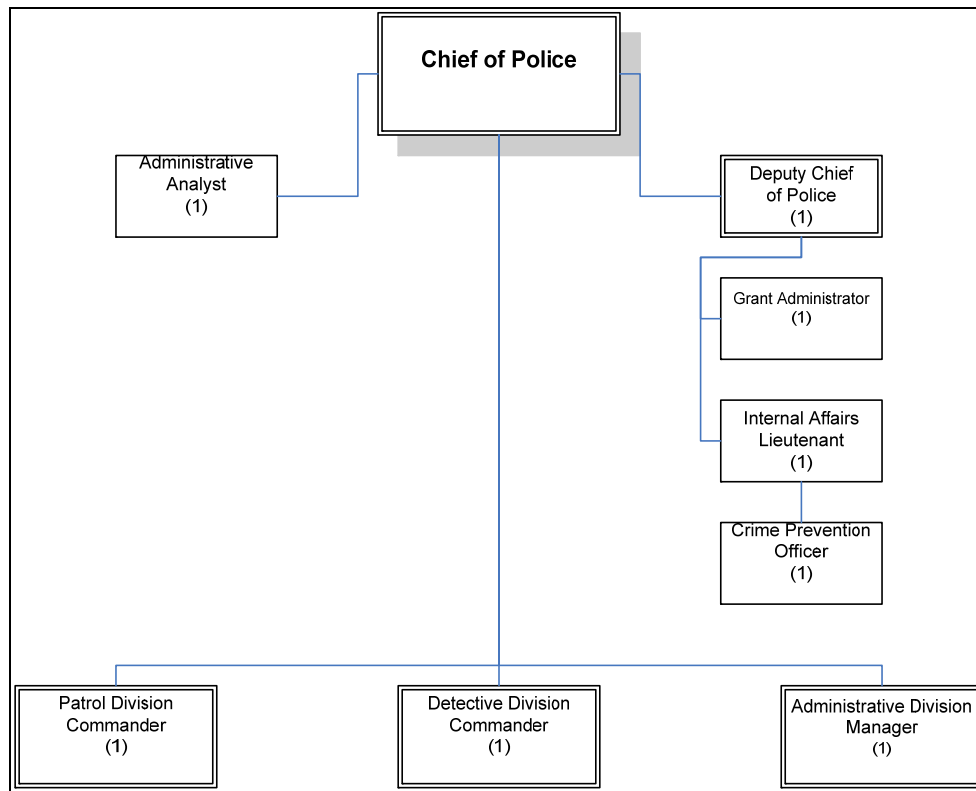 Chief of Police
Administrative
Analyst
(1)
Deputy Chief
of Police
(1)
Grant Administrator
(1)
Internal Affairs
Lieutenant
(1)
Crime Prevention
Officer
(1)
Patrol Division
Commander
(1)
Detective Division
Commander
(1)
Administrative Division
Manager
(1)